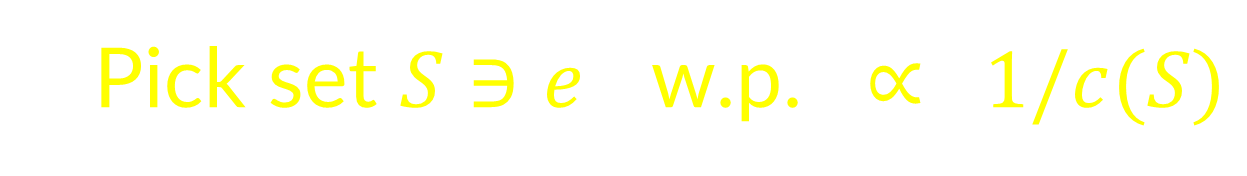 Pick set 𝑆 ∋ 𝑒 w.p. ∝ 1/𝑐(𝑆)